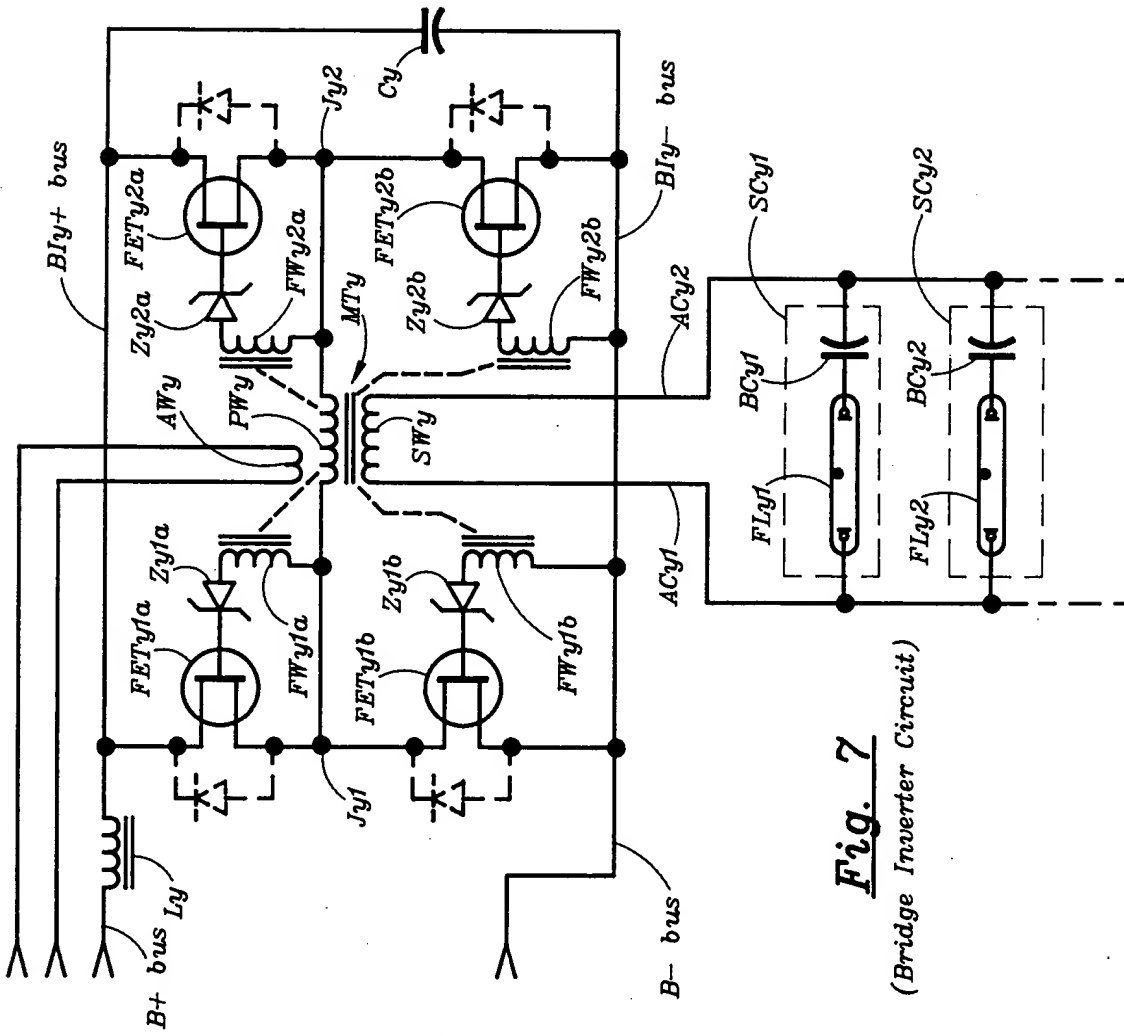 BIy+ bus
FETy2a
Zy2a
FWy2a
Jy2
Cy
AWy
PWy
MTy
SWy
FETy2b
Zy2b
FWy2b
BIy- bus
FETy1a
Zy1a
FWy1a
Jy1
FETy1b
Zy1b
FWy1b
B+ bus
Ly
B- bus
ACy1
ACy2
SCy1
SCy2
FLy1
BCy1
FLy2
BCy2
Fig. 7
(Bridge Inverter Circuit)